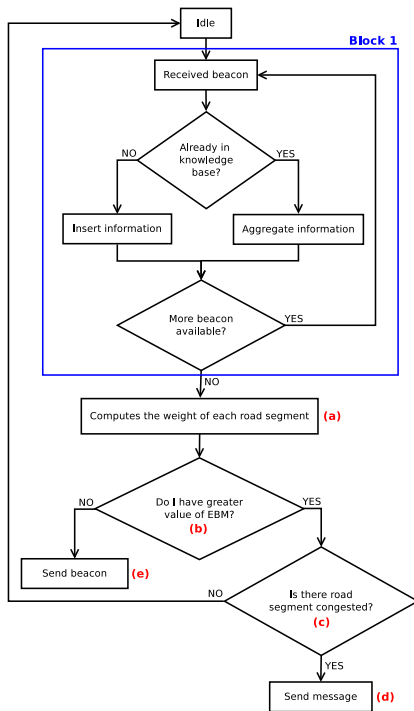 Idle
Block 1
Received beacon
Already in
knowledge
base?
NO
YES
Insert information
Aggregate information
More beacon
available?
YES
NO
Computes the weight of each road segment
(a)
Do I have greater
value of EBM?
(b)
NO
YES
Send beacon
(e)
Is there road
segment congested?
(c)
NO
YES
Send message
(d)